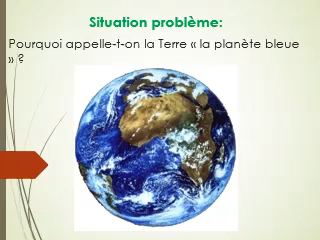 Situation problème:
Pourquoi appelle-t-on la Terre « la planète bleue
» ?